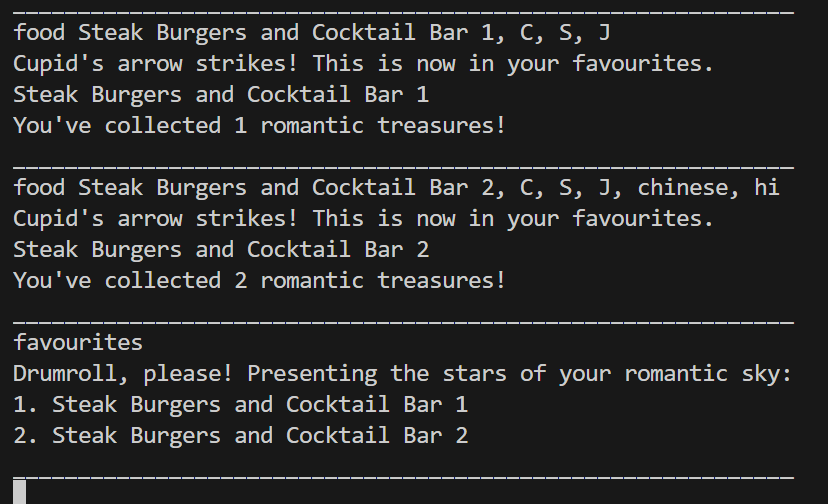 ____________________________________________________________
food Steak Burgers and Cocktail Bar 1, C, S, J
Cupid's arrow strikes! This is now in your favourites.
Steak Burgers and Cocktail Bar 1
You've collected 1 romantic treasures!
____________________________________________________________
food Steak Burgers and Cocktail Bar 2, C, S, J, chinese, hi
Cupid's arrow strikes! This is now in your favourites.
Steak Burgers and Cocktail Bar 2
You've collected 2 romantic treasures!
____________________________________________________________
favourites
Drumroll, please! Presenting the stars of your romantic sky:
1. Steak Burgers and Cocktail Bar 1
2. Steak Burgers and Cocktail Bar 2
____________________________________________________________